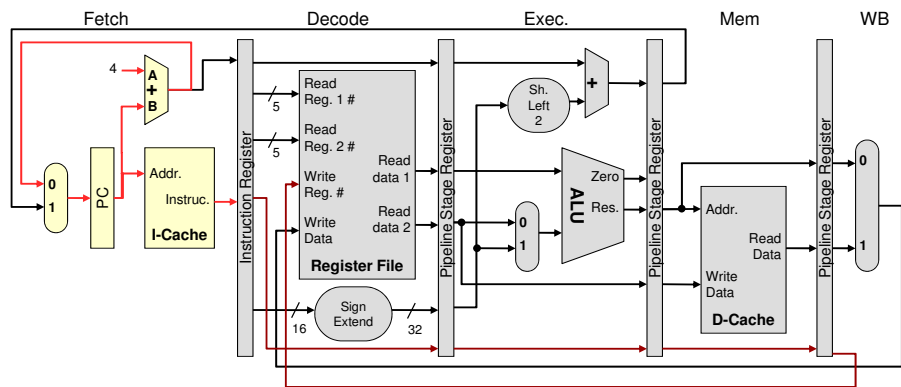 Fetch
Decode
Exec.
Mem
WB
4
A
+
B
0
1
PC
Addr.
Instruc.
I-Cache
Instruction Register
5
5
16
32
Read
Reg. 1 #
Read
Reg. 2 #
Write
Reg. #
Write
Data
Read
data 1
Read
data 2
Register File
Sign
Extend
Pipeline Stage Register
Sh.
Left
2
+
0
1
ALU
Zero
Res.
Pipeline Stage Register
Addr.
Read
Data
Write
Data
D-Cache
Pipeline Stage Register
0
1